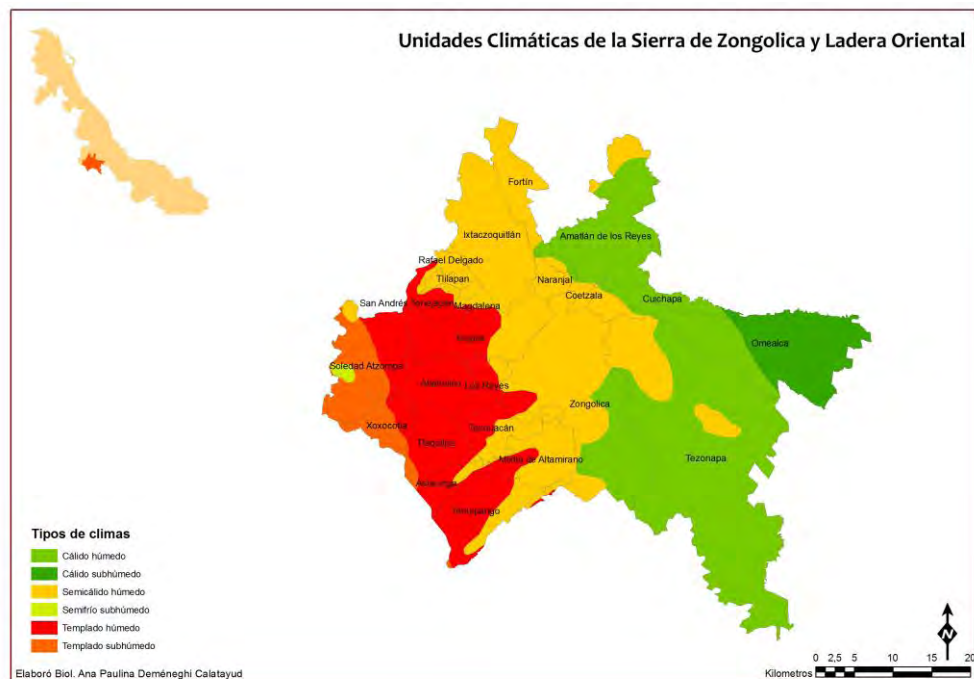 Unidades Climáticas de la Sierra de Zongolica y Ladera Oriental
Fortín
Ixtaczoquitlán
Amatlán de los Reyes
Rafael Delgado
Tlilapan
Naranjal
Coetzala
San Andrés Tenejapan
Magdalena
Cuichapa
Omealca
Soledad Atzompa
Los Reyes
Zongolica
Xoxocotla
Tlaquilpa
Mixtla de Altamirano
Tezonapa
Astacinga
Tipos de climas
Cálido húmedo
Cálido subhúmedo
Semicálido húmedo
Semifrío subhúmedo
Templado húmedo
Templado subhúmedo
N
0 2,5 5 10 15 20
Kilometros
Elaboró Biol. Ana Paulina Deméneghi Calatayud